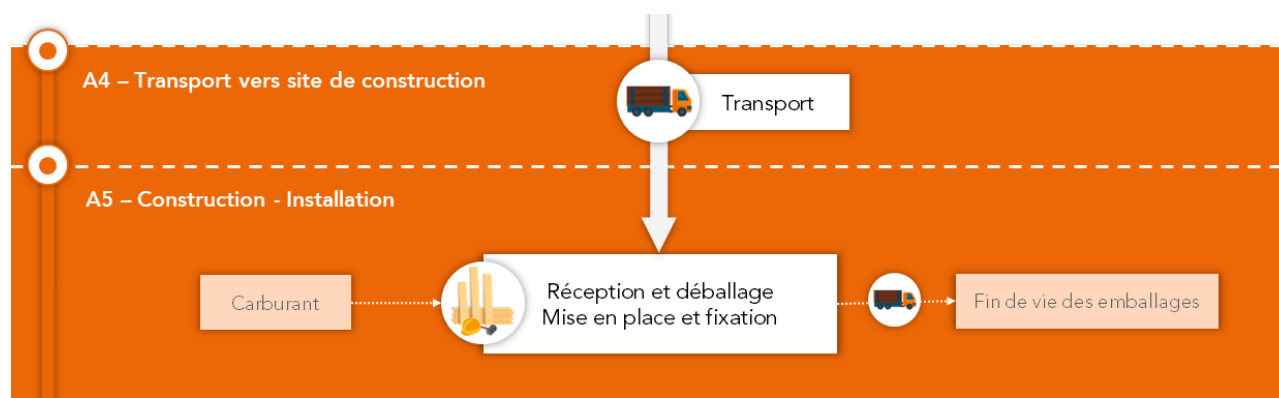 A4 – Transport vers site de construction
Transport
A5 – Construction - Installation
Carburant
Réception et déballage
Mise en place et fixation
Fin de vie des emballages